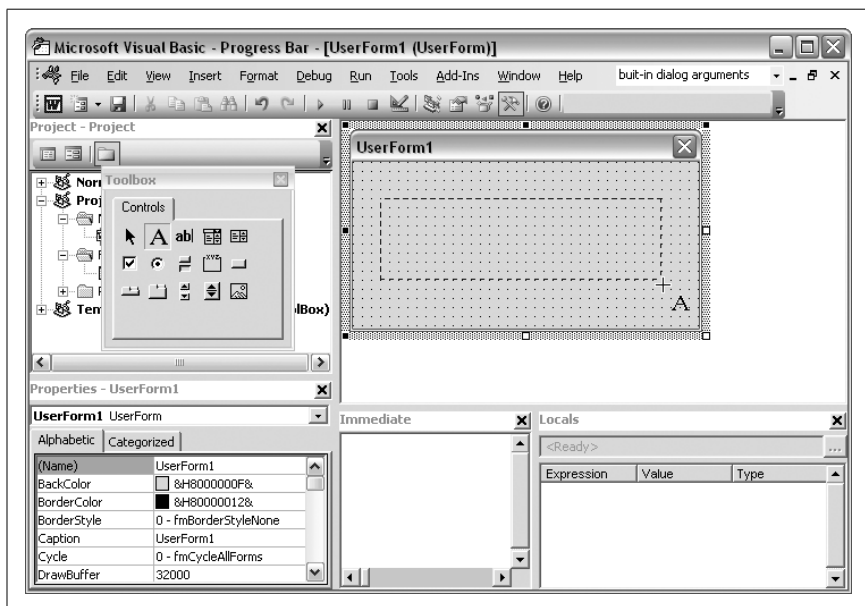 Microsoft Visual Basic - Progress Bar - [UserForm1 (UserForm)]
File Edit View Insert Format Debug Run Tools Add-Ins Window Help buit-in dialog arguments
Project - Project
UserForm1
Toolbox
Controls
A ab
XYZ
A
Properties - UserForm1
UserForm1 UserForm
Alphabetic Categorized
(Name) UserForm1
BackColor &H8000000F&
BorderColor &H80000012&
BorderStyle 0 - fmBorderStyleNone
Caption UserForm1
Cycle 0 - fmCycleAllForms
DrawBuffer 32000
Immediate
Locals
<Ready>
Expression Value Type